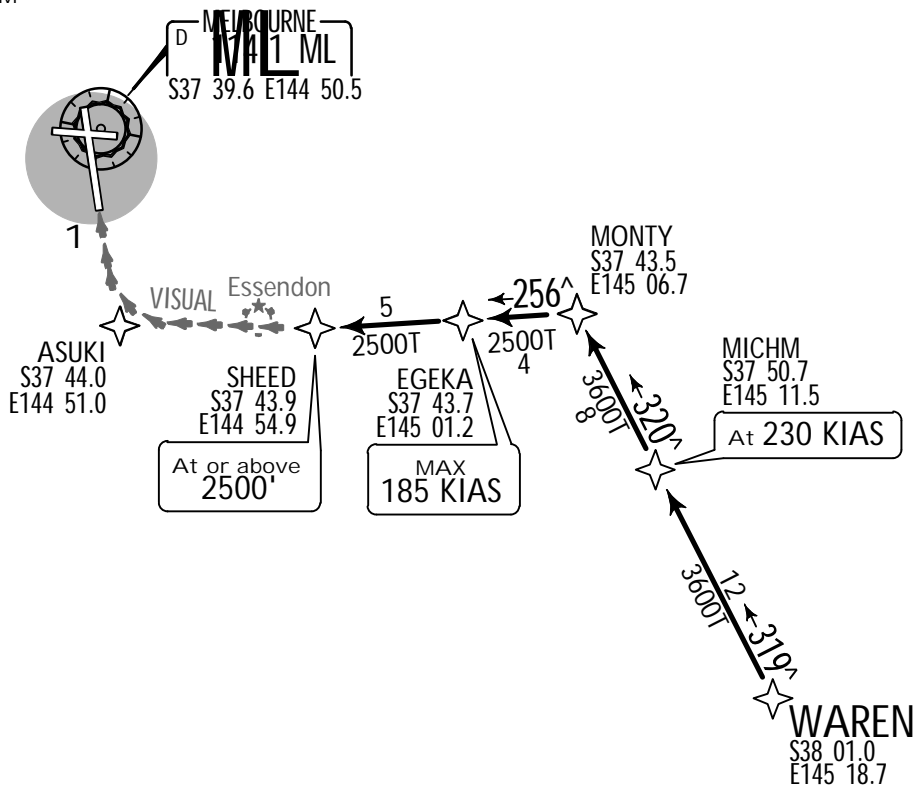 MELBOURNE
D
ML
S37 39.6 E144 50.5
1
VISUAL
Essendon
ASUKI
S37 44.0
E144 51.0
SHEED
S37 43.9
E144 54.9
At or above
2500'
5
2500T
EGEKA
S37 43.7
E145 01.2
MAX
185 KIAS
256^
2500T
4
MONTY
S37 43.5
E145 06.7
320^
3600T
8
MICHM
S37 50.7
E145 11.5
At 230 KIAS
12
319^
3600T
WAREN
S38 01.0
E145 18.7